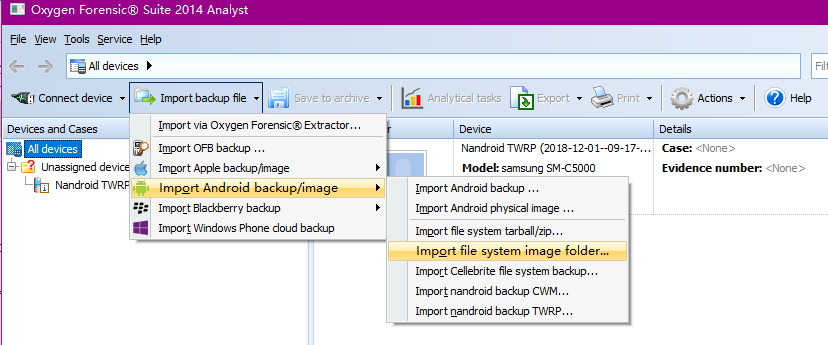 Oxygen Forensic® Suite 2014 Analyst
File View Tools Service Help
All devices
Filt
Connect device Import backup file Save to archive Analytical tasks Export Print Actions Help
Devices and Cases
Device
Details
All devices
Import via Oxygen Forensic® Extractor...
Nandroid TWRP (2018-12-01--09-17-...
Case: <None>
Unassigned device
Import OFB backup ...
Model: samsung SM-C5000
Evidence number: <None>
Nandroid TWRP
Import Apple backup/image
Import Android backup/image
Import Blackberry backup
Import Windows Phone cloud backup
Import Android backup ...
Import Android physical image ...
Import file system tarball/zip...
Import file system image folder...
Import Cellebrite file system backup...
Import nandroid backup CWM...
Import nandroid backup TWRP...